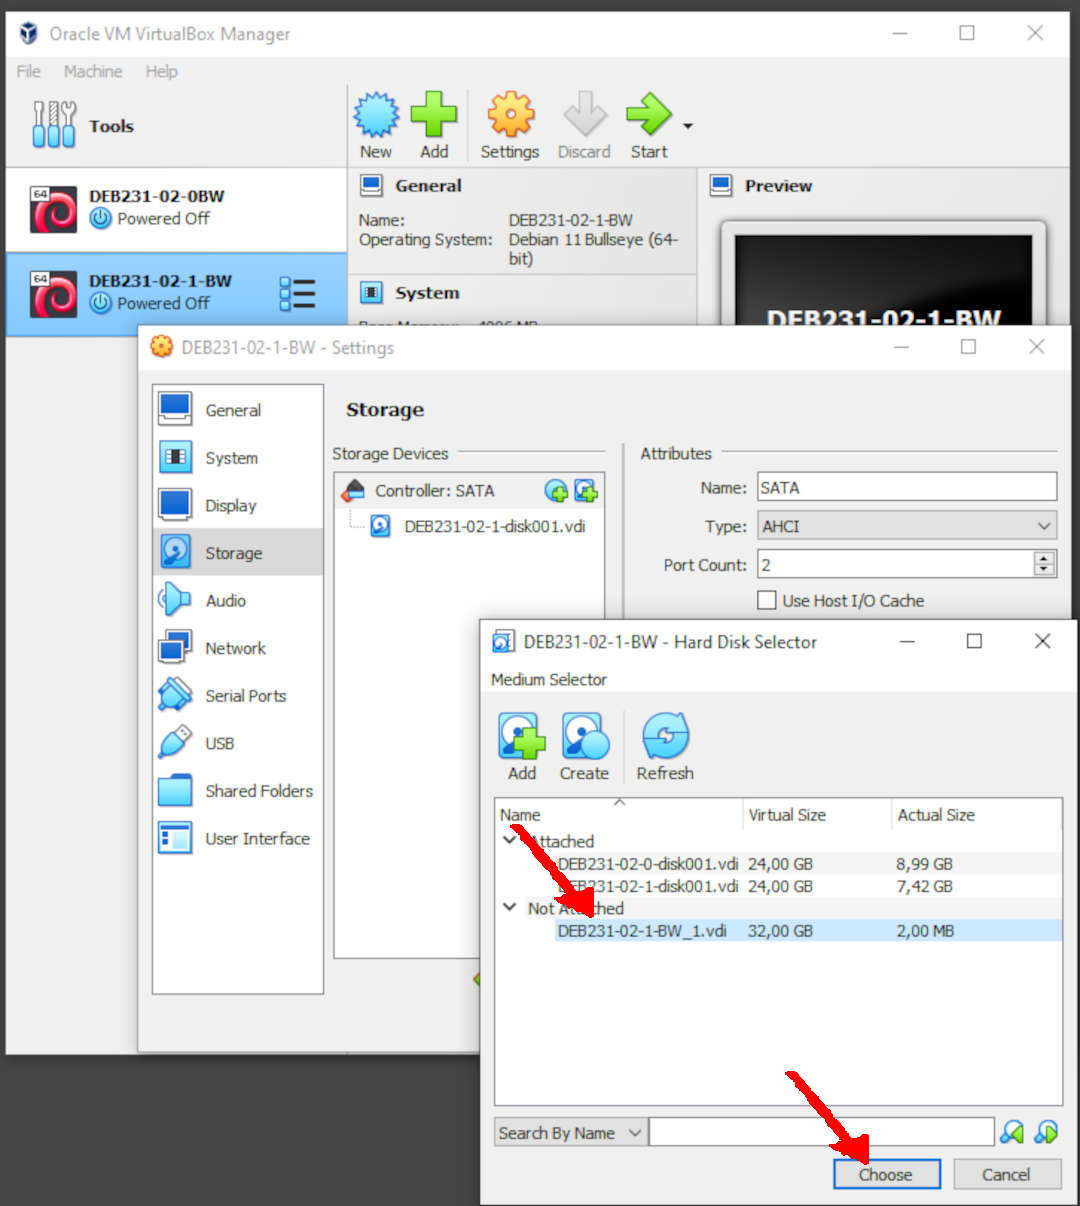 Oracle VM VirtualBox Manager
File Machine Help
Tools
New Add Settings Discard Start
64
DEB231-02-0BW
Powered Off
64
DEB231-02-1-BW
Powered Off
General
Name: DEB231-02-1-BW
Operating System: Debian 11 Bullseye (64-
bit)
System
Preview
DEB231-02-1-BW
DEB231-02-1-BW - Settings
General
System
Display
Storage
Audio
Network
Serial Ports
USB
Shared Folders
User Interface
Storage
Storage Devices
Controller: SATA
DEB231-02-1-disk001.vdi
Attributes
Name: SATA
Type: AHCI
Port Count: 2
Use Host I/O Cache
DEB231-02-1-BW - Hard Disk Selector
Medium Selector
Add Create Refresh
Name Virtual Size Actual Size
Attached
DEB231-02-0-disk001.vdi 24,00 GB 8,99 GB
DEB231-02-1-disk001.vdi 24,00 GB 7,42 GB
Not Attached
DEB231-02-1-BW_1.vdi 32,00 GB 2,00 MB
Search By Name
Choose Cancel